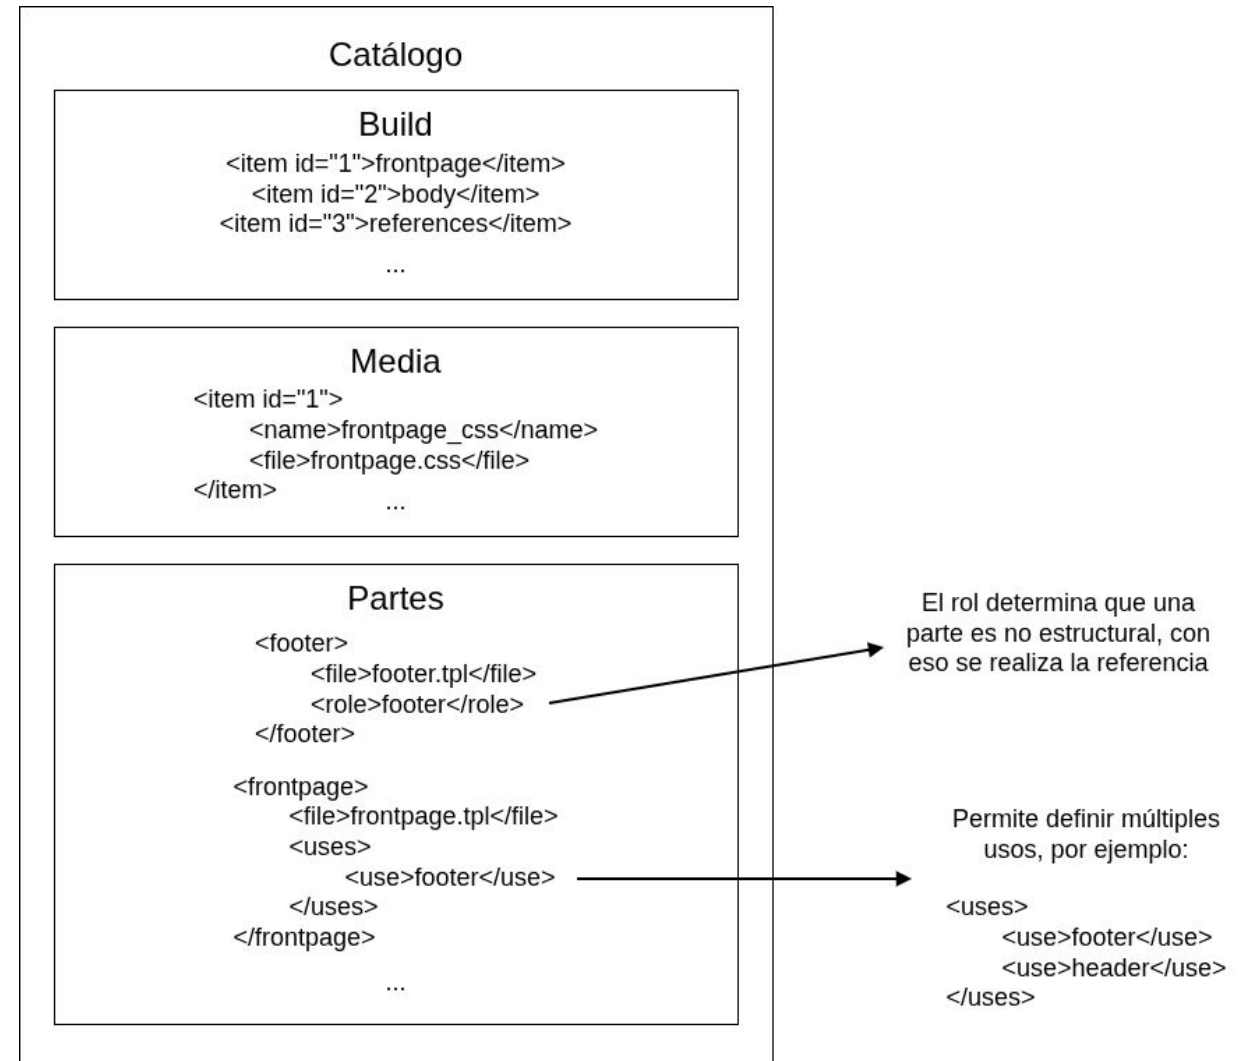 Catálogo
Build
<item id="1">frontpage</item>
<item id="2">body</item>
<item id="3">references</item>
...
Media
<item id="1">
<name>frontpage_css</name>
<file>frontpage.css</file>
</item>
...
Partes
<footer>
<file>footer.tpl</file>
<role>footer</role>
</footer>
<frontpage>
<file>frontpage.tpl</file>
<uses>
<use>footer</use>
</uses>
</frontpage>
...
El rol determina que una
parte es no estructural, con
eso se realiza la referencia
Permite definir múltiples
usos, por ejemplo:
<uses>
<use>footer</use>
<use>header</use>
</uses>